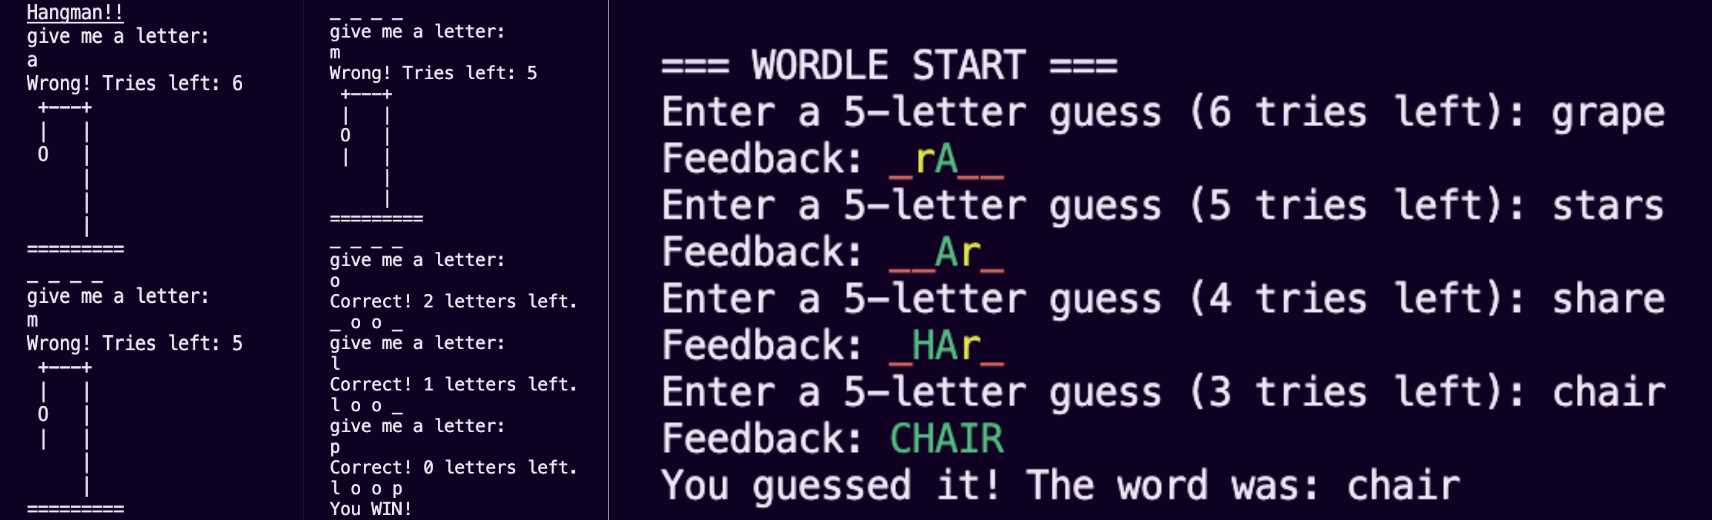 Hangman!!
give me a letter:
a
Wrong! Tries left: 6
+---+
|   |
O   |
|
|
|
=========
_ _ _ _
give me a letter:
m
Wrong! Tries left: 5
+---+
|   |
O   |
|   |
|
|
=========
_ _ _ _
give me a letter:
m
Wrong! Tries left: 5
+---+
|   |
O   |
|   |
|
|
=========
_ _ _ _
give me a letter:
o
Correct! 2 letters left.
_ o o _
give me a letter:
l
Correct! 1 letters left.
l o o _
give me a letter:
p
Correct! 0 letters left.
l o o p
You WIN!
=== WORDLE START ===
Enter a 5-letter guess (6 tries left): grape
Feedback: _rA__
Enter a 5-letter guess (5 tries left): stars
Feedback: __Ar_
Enter a 5-letter guess (4 tries left): share
Feedback: _HAr_
Enter a 5-letter guess (3 tries left): chair
Feedback: CHAIR
You guessed it! The word was: chair